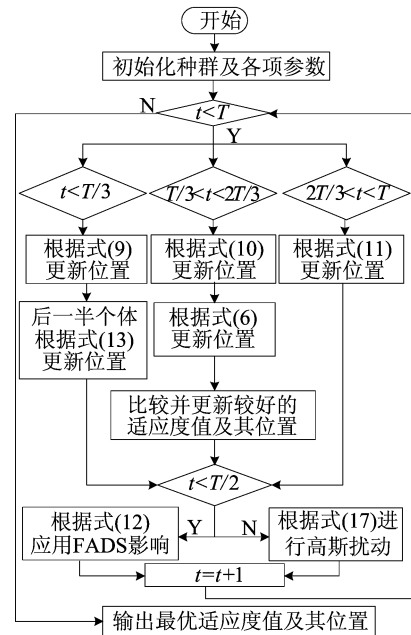 开始
初始化种群及各项参数
N
t<T
Y
t<T/3
T/3<t<2T/3
2T/3<t<T
根据式(9)
更新位置
根据式(10)
更新位置
根据式(11)
更新位置
后一半个体
根据式(13)
更新位置
根据式(6)
更新位置
比较并更新较好的
适应度值及其位置
t<T/2
根据式(12)
应用FADS影响
Y
N
根据式(17)进
行高斯扰动
t=t+1
输出最优适应度值及其位置